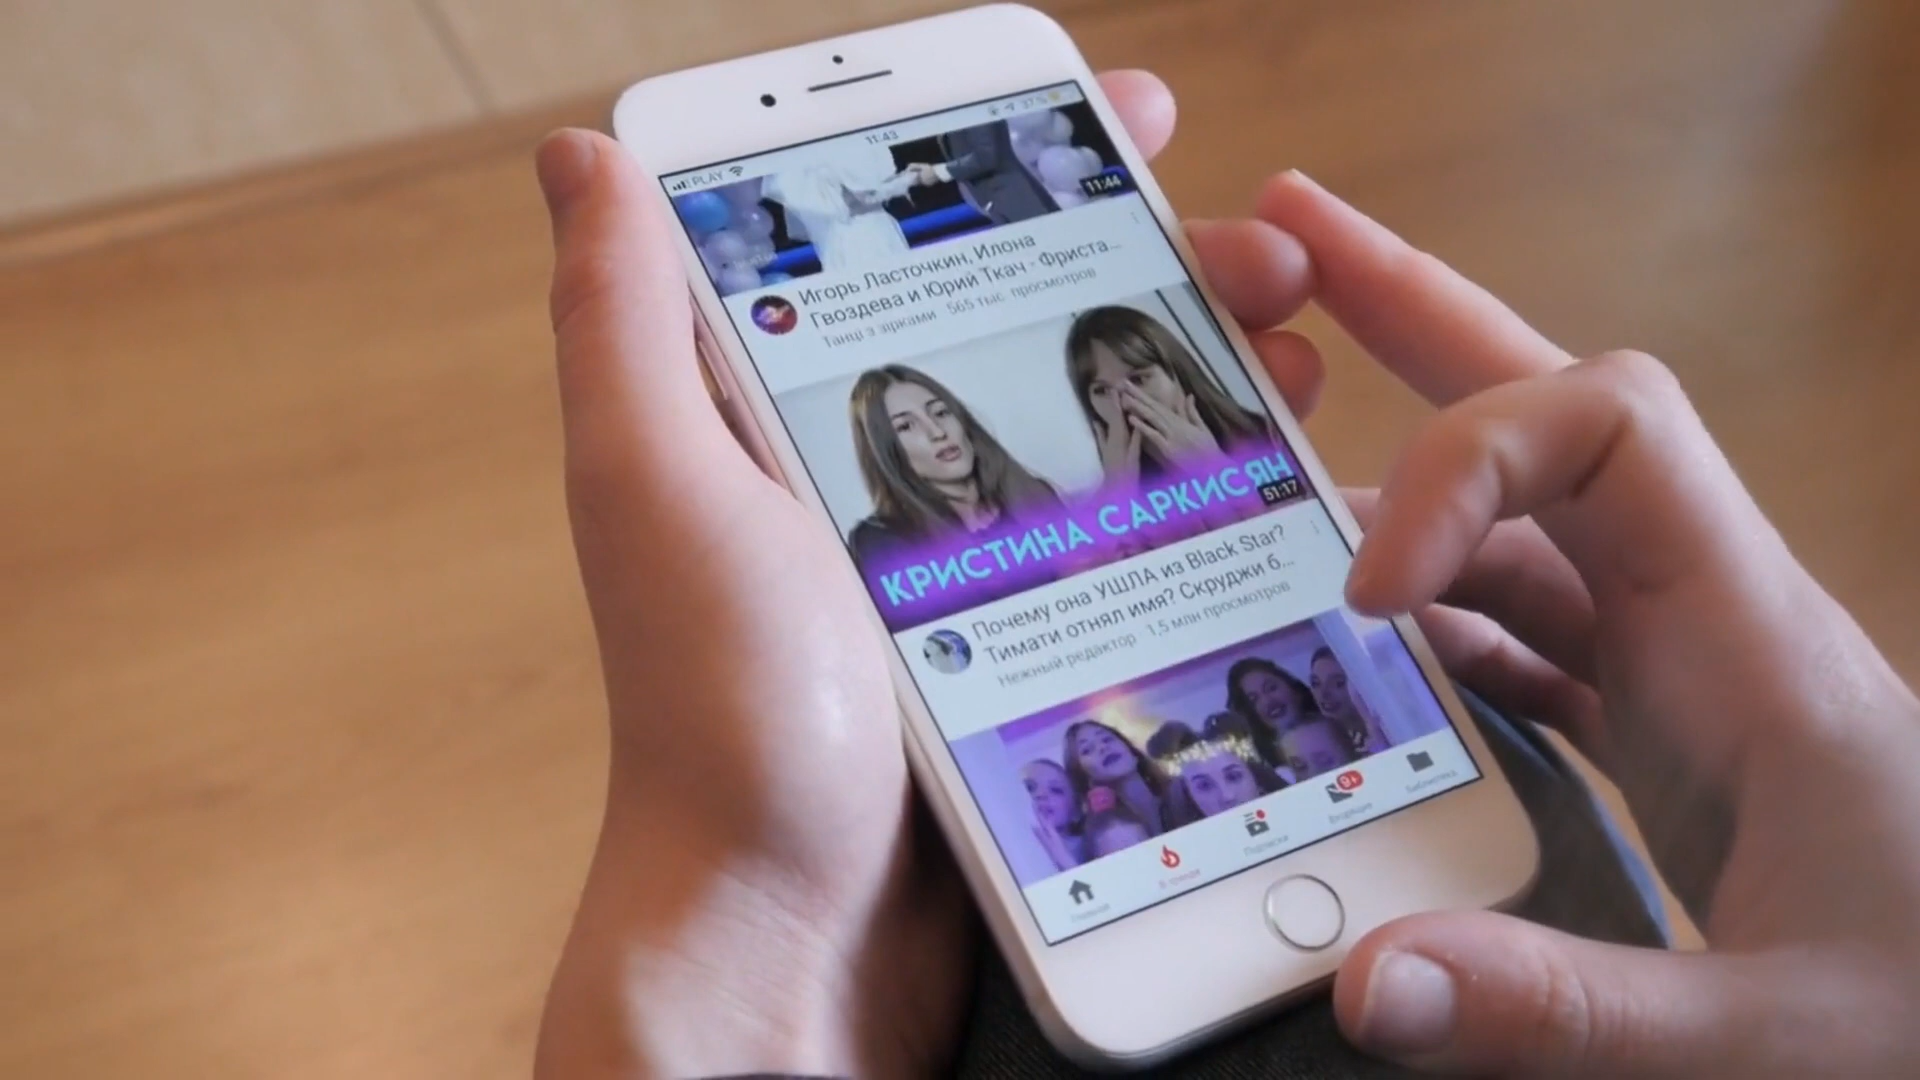 PLAY
11:43
37 %
11:44
Игорь Ласточкин, Илона
Гвоздева и Юрий Ткач - Фриста...
Танці з зірками · 565 тыс. просмотров
КРИСТИНА САРКИСЯН
51:17
Почему она УШЛА из Black Star?
Тимати отнял имя? Скруджи б...
Нежный редактор · 1,5 млн просмотров
9+
Главная
В тренде
Подписки
Входящие
Библиотека